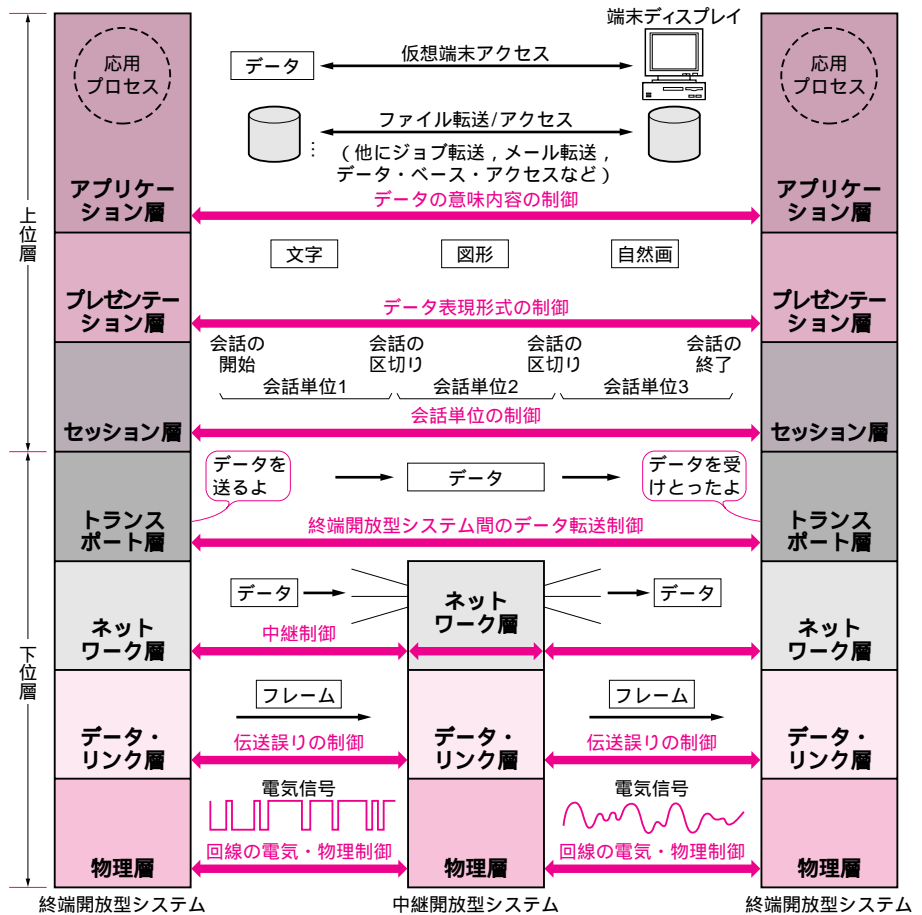 端末ディスプレイ
応用
プロセス
データ
仮想端末アクセス
応用
プロセス
ファイル転送/アクセス
⋮
（他にジョブ転送，メール転送，
データ・ベース・アクセスなど）
アプリケー
ション層
データの意味内容の制御
アプリケー
ション層
上位層
文字
図形
自然画
プレゼンテー
ション層
データ表現形式の制御
プレゼンテー
ション層
会話の
開始
会話の
区切り
会話の
区切り
会話の
終了
会話単位1
会話単位2
会話単位3
セッション層
会話単位の制御
セッション層
データを
送るよ
データ
データを受
けとったよ
トランス
ポート層
終端開放型システム間のデータ転送制御
トランス
ポート層
データ
ネット
ワーク層
データ
ネット
ワーク層
中継制御
ネット
ワーク層
下位層
フレーム
フレーム
データ・
リンク層
伝送誤りの制御
データ・
リンク層
伝送誤りの制御
データ・
リンク層
電気信号
電気信号
物理層
回線の電気・物理制御
物理層
回線の電気・物理制御
物理層
終端開放型システム
中継開放型システム
終端開放型システム